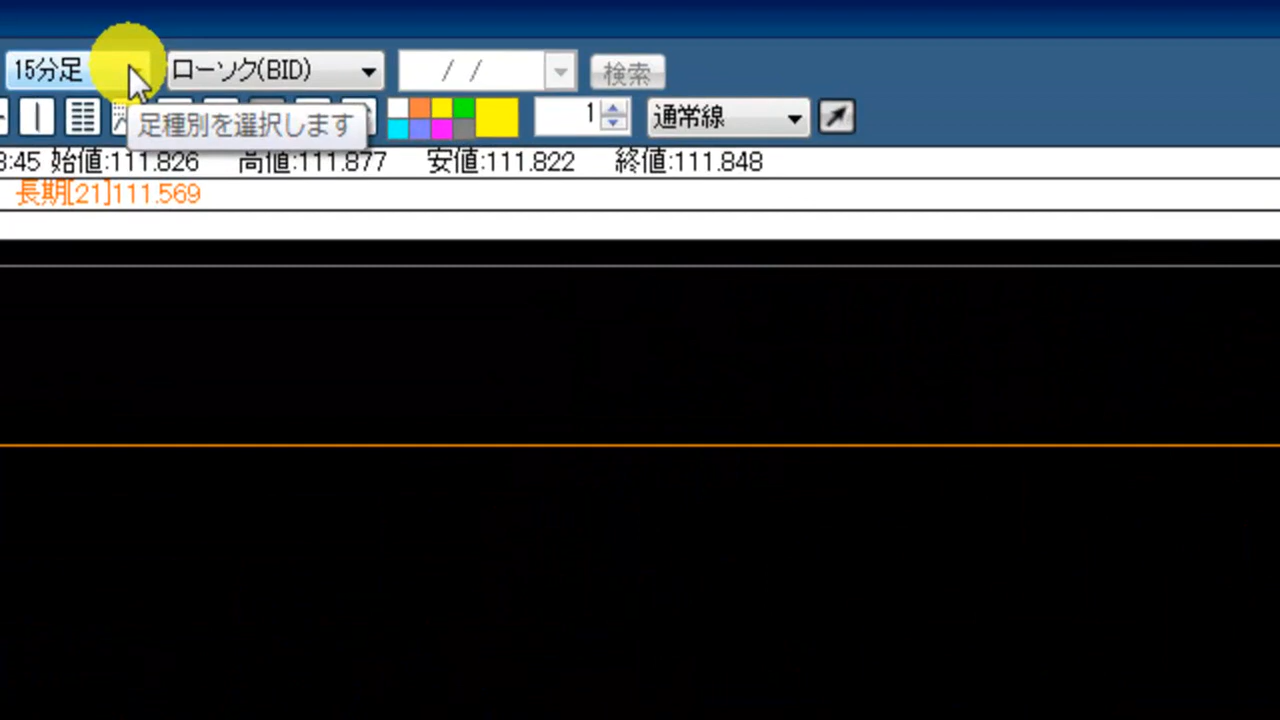 15分足 ローソク(BID) / / 検索
足種別を選択します 1 通常線
3:45 始値:111.826 高値:111.877 安値:111.822 終値:111.848
長期[21]111.569